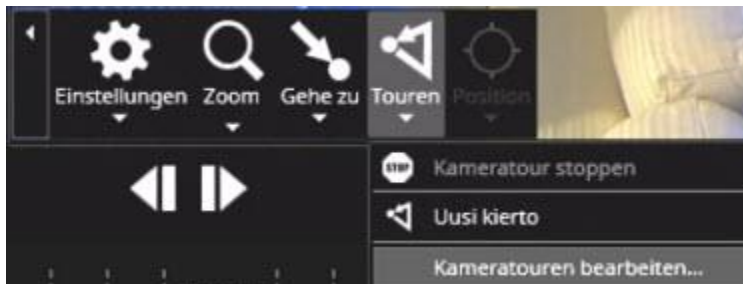 Einstellungen Zoom Gehe zu Touren Position
STOP Kameratour stoppen
Uusi kierto
Kameratouren bearbeiten...